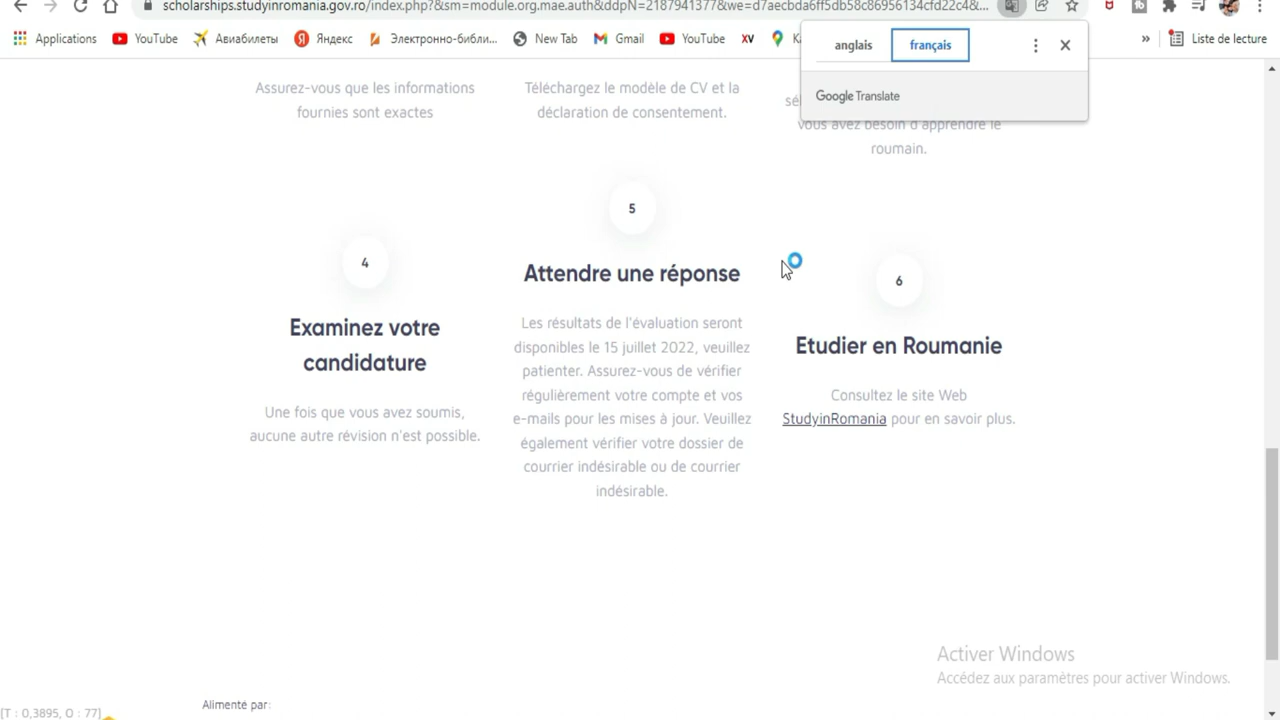 scholarships.studyinromania.gov.ro/index.php?&sm=module.org.mae.auth&ddpN=2187941377&we=d7aecbda6ff5db58c86956134cfd22c4&...
Applications
YouTube
Авиабилеты
Яндекс
Электронно-библи...
New Tab
Gmail
YouTube
XV
»
Liste de lecture
anglais
français
Google Translate
Assurez-vous que les informations
fournies sont exactes
Téléchargez le modèle de CV et la
déclaration de consentement.
vous avez besoin d'apprendre le
roumain.
4
Examinez votre
candidature
Une fois que vous avez soumis,
aucune autre révision n'est possible.
5
Attendre une réponse
Les résultats de l'évaluation seront
disponibles le 15 juillet 2022, veuillez
patienter. Assurez-vous de vérifier
régulièrement votre compte et vos
e-mails pour les mises à jour. Veuillez
également vérifier votre dossier de
courrier indésirable ou de courrier
indésirable.
6
Etudier en Roumanie
Consultez le site Web
StudyinRomania pour en savoir plus.
Activer Windows
Accédez aux paramètres pour activer Windows.
Alimenté par:
[T : 0,3895, O : 77]